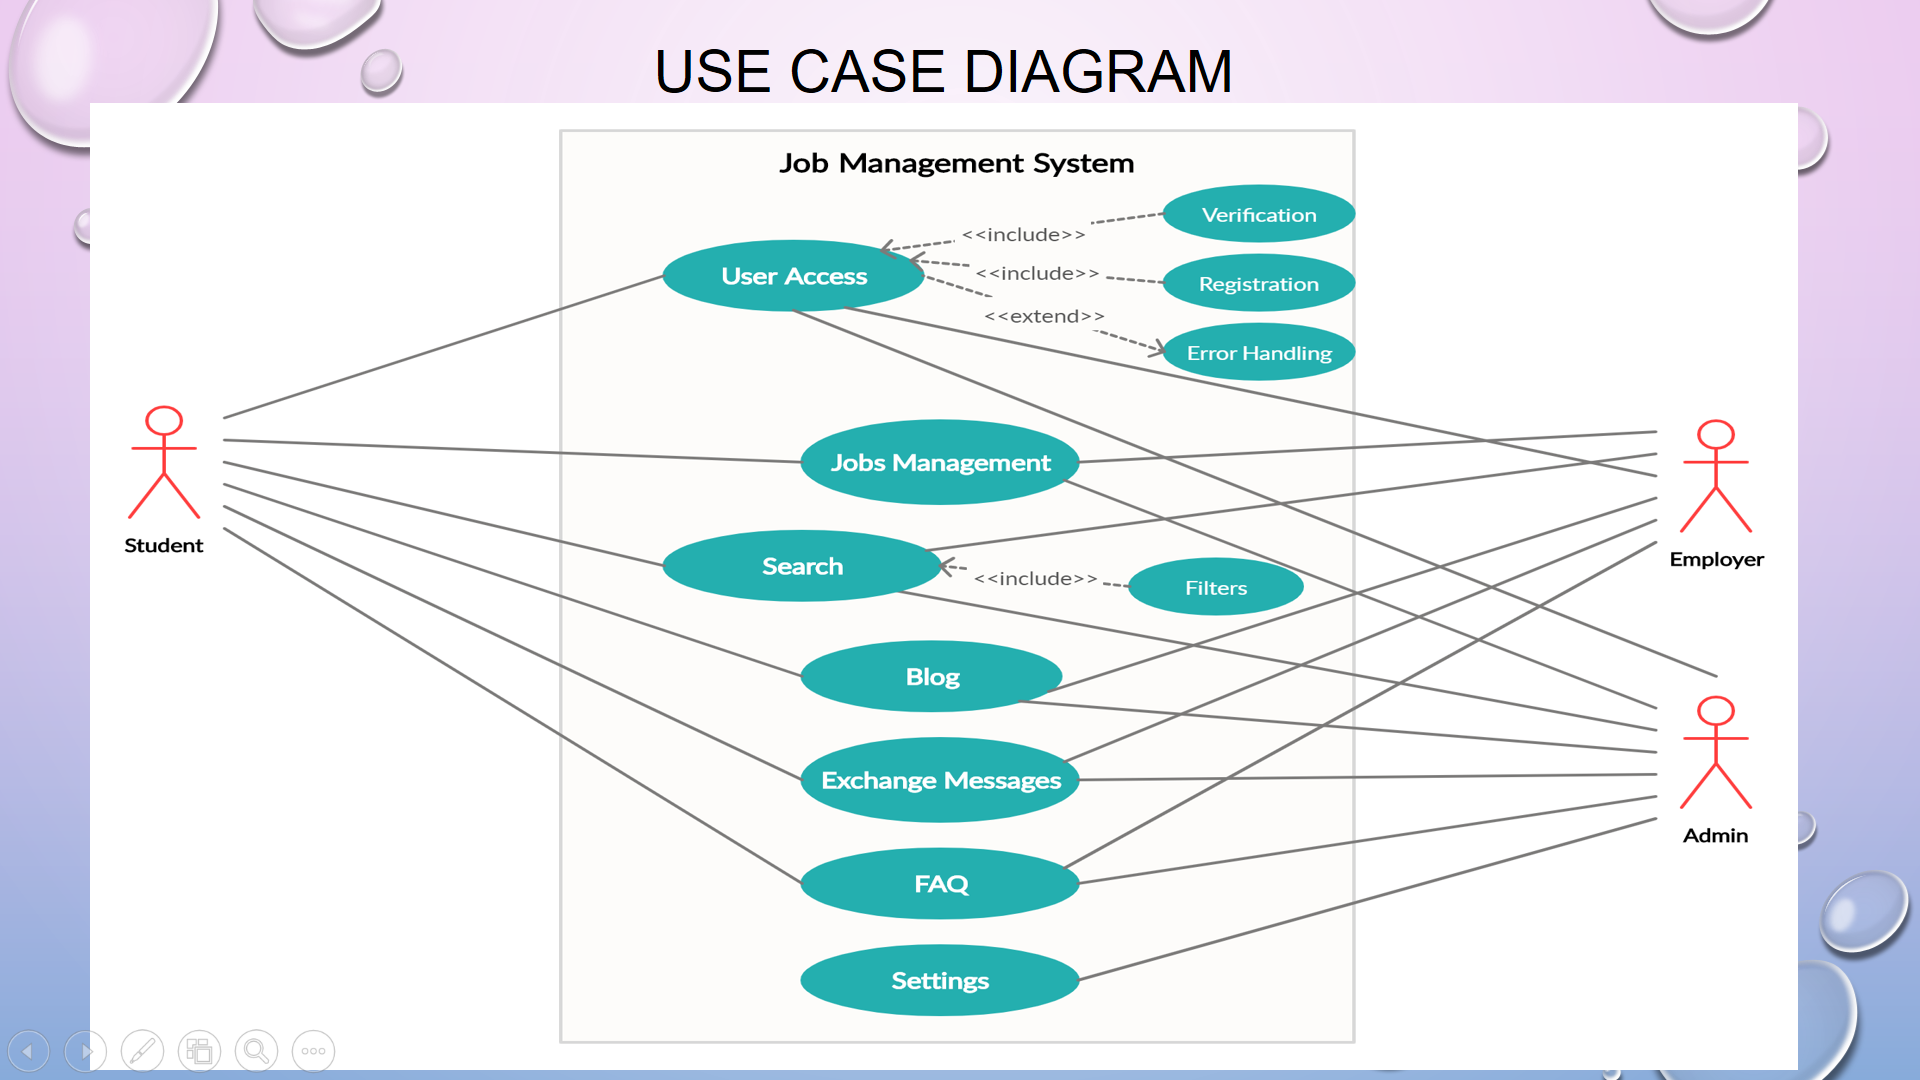 USE CASE DIAGRAM
Job Management System
Verification
<<include>>
User Access
<<include>>
Registration
<<extend>>
Error Handling
Jobs Management
Student
Employer
Search
<<include>>
Filters
Blog
Exchange Messages
Admin
FAQ
Settings